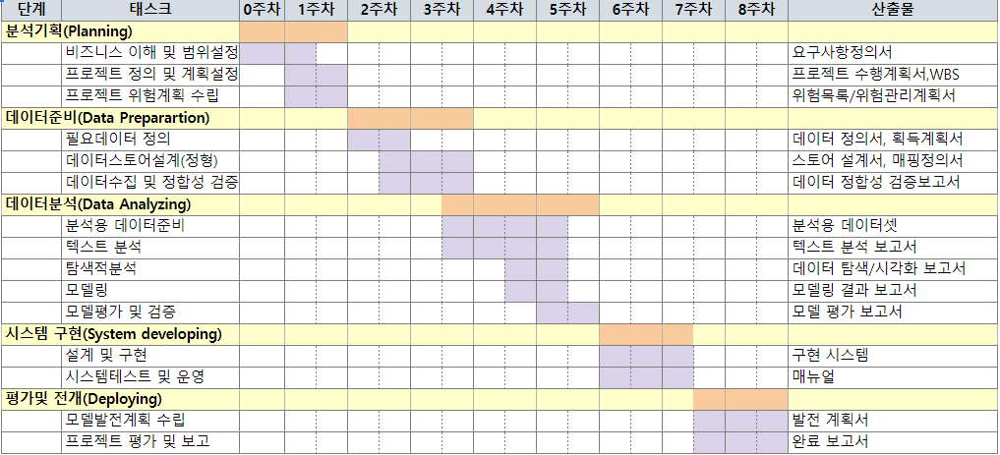 단계 태스크 0주차 1주차 2주차 3주차 4주차 5주차 6주차 7주차 8주차 산출물
분석기획(Planning)
비즈니스 이해 및 범위설정 요구사항정의서
프로젝트 정의 및 계획설정 프로젝트 수행계획서,WBS
프로젝트 위험계획 수립 위험목록/위험관리계획서
데이터준비(Data Preparartion)
필요데이터 정의 데이터 정의서, 획득계획서
데이터스토어설계(정형) 스토어 설계서, 매핑정의서
데이터수집 및 정합성 검증 데이터 정합성 검증보고서
데이터분석(Data Analyzing)
분석용 데이터준비 분석용 데이터셋
텍스트 분석 텍스트 분석 보고서
탐색적분석 데이터 탐색/시각화 보고서
모델링 모델링 결과 보고서
모델평가 및 검증 모델 평가 보고서
시스템 구현(System developing)
설계 및 구현 구현 시스템
시스템테스트 및 운영 매뉴얼
평가및 전개(Deploying)
모델발전계획 수립 발전 계획서
프로젝트 평가 및 보고 완료 보고서